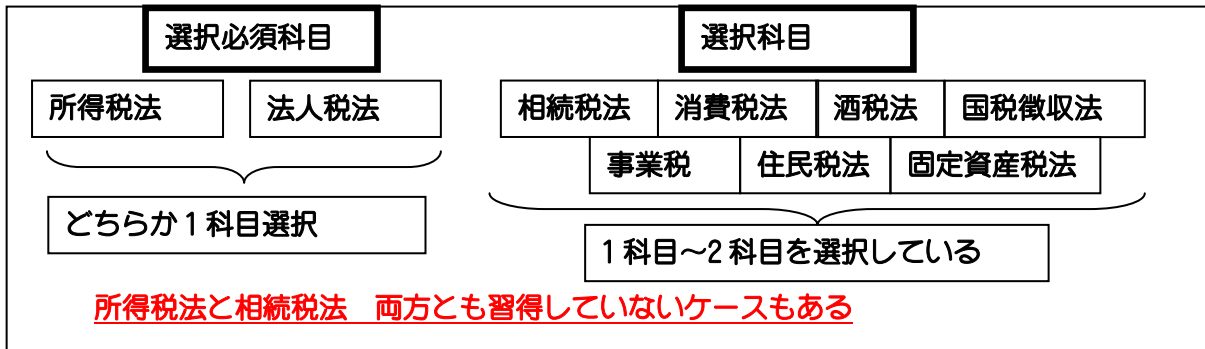 選択必須科目 選択科目
所得税法 法人税法 相続税法 消費税法 酒税法 国税徴収法
事業税 住民税法 固定資産税法
どちらか1科目選択
1科目～2科目を選択している
所得税法と相続税法 両方とも習得していないケースもある